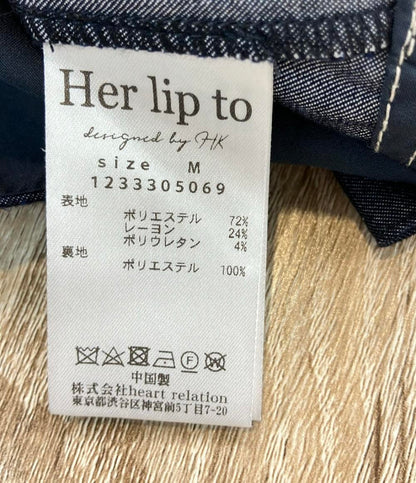 Her lip to
designed by HK
size M
1233305069
表地
ポリエステル 72%
レーヨン 24%
ポリウレタン 4%
裏地
ポリエステル 100%
中国製
株式会社heart relation
東京都渋谷区神宮前5丁目7-20